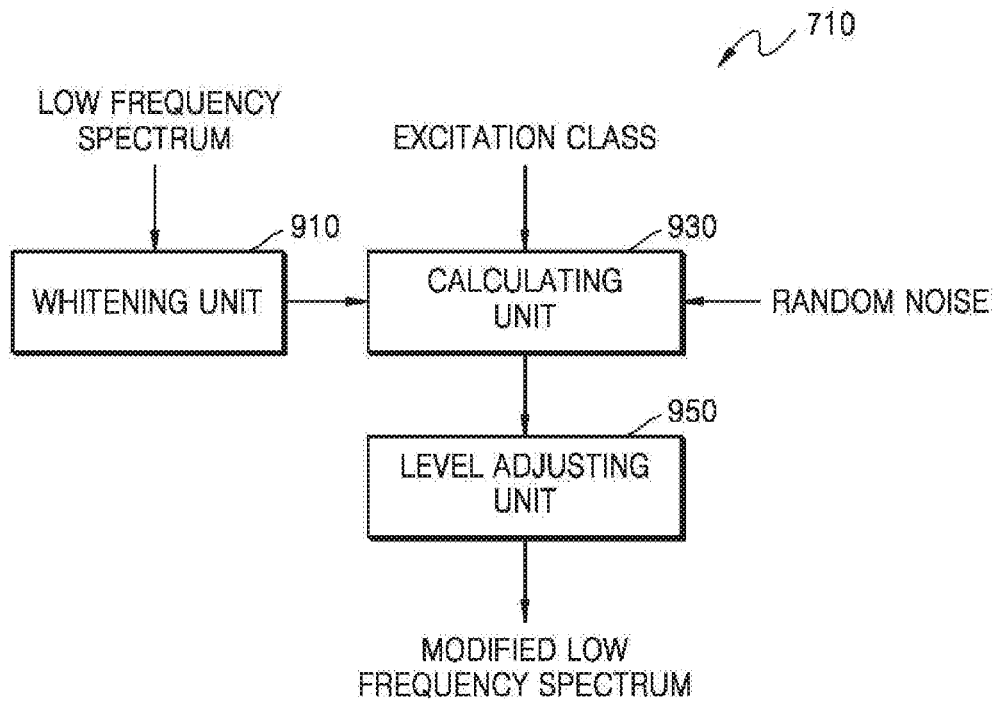 710
LOW FREQUENCY
SPECTRUM
EXCITATION CLASS
910
930
WHITENING UNIT
CALCULATING
UNIT
RANDOM NOISE
950
LEVEL ADJUSTING
UNIT
MODIFIED LOW
FREQUENCY SPECTRUM